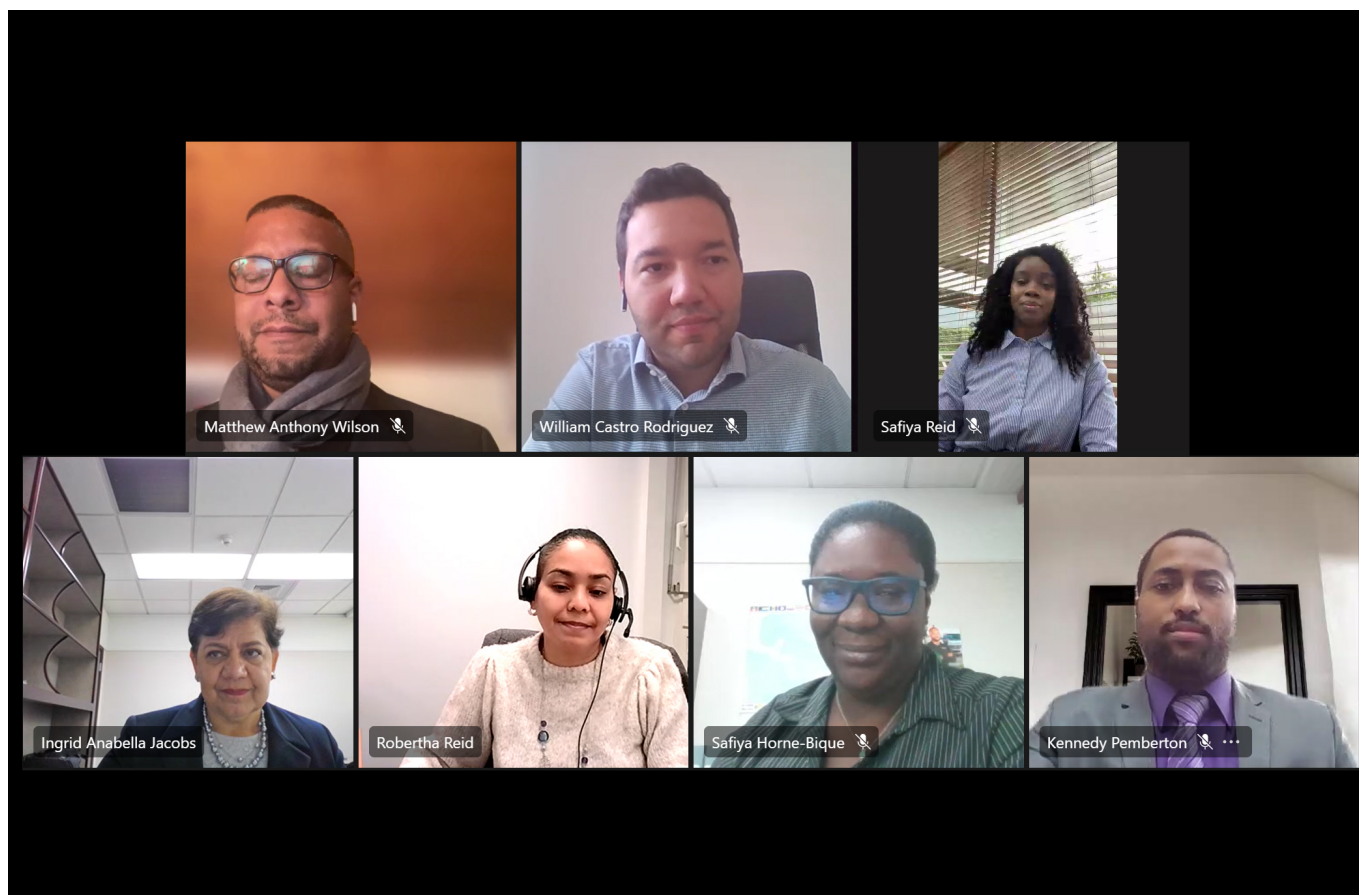 Matthew Anthony Wilson
William Castro Rodriguez
Safiya Reid
Ingrid Anabella Jacobs
Robertha Reid
Safiya Horne-Bique
Kennedy Pemberton